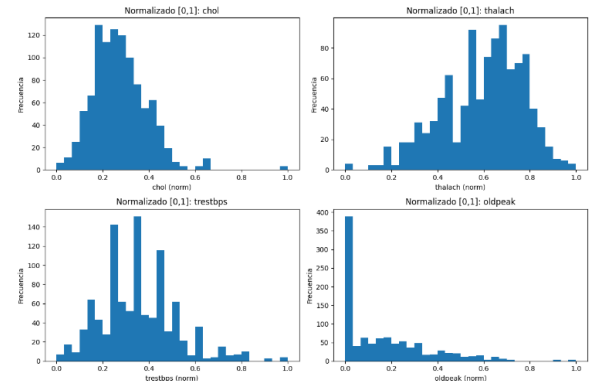 Normalizado [0,1]: chol
Frecuencia
120
100
80
60
40
20
0
0.0 0.2 0.4 0.6 0.8 1.0
chol (norm)
Normalizado [0,1]: thalach
Frecuencia
80
60
40
20
0
0.0 0.2 0.4 0.6 0.8 1.0
thalach (norm)
Normalizado [0,1]: trestbps
Frecuencia
140
120
100
80
60
40
20
0
0.0 0.2 0.4 0.6 0.8 1.0
trestbps (norm)
Normalizado [0,1]: oldpeak
Frecuencia
400
350
300
250
200
150
100
50
0
0.0 0.2 0.4 0.6 0.8 1.0
oldpeak (norm)